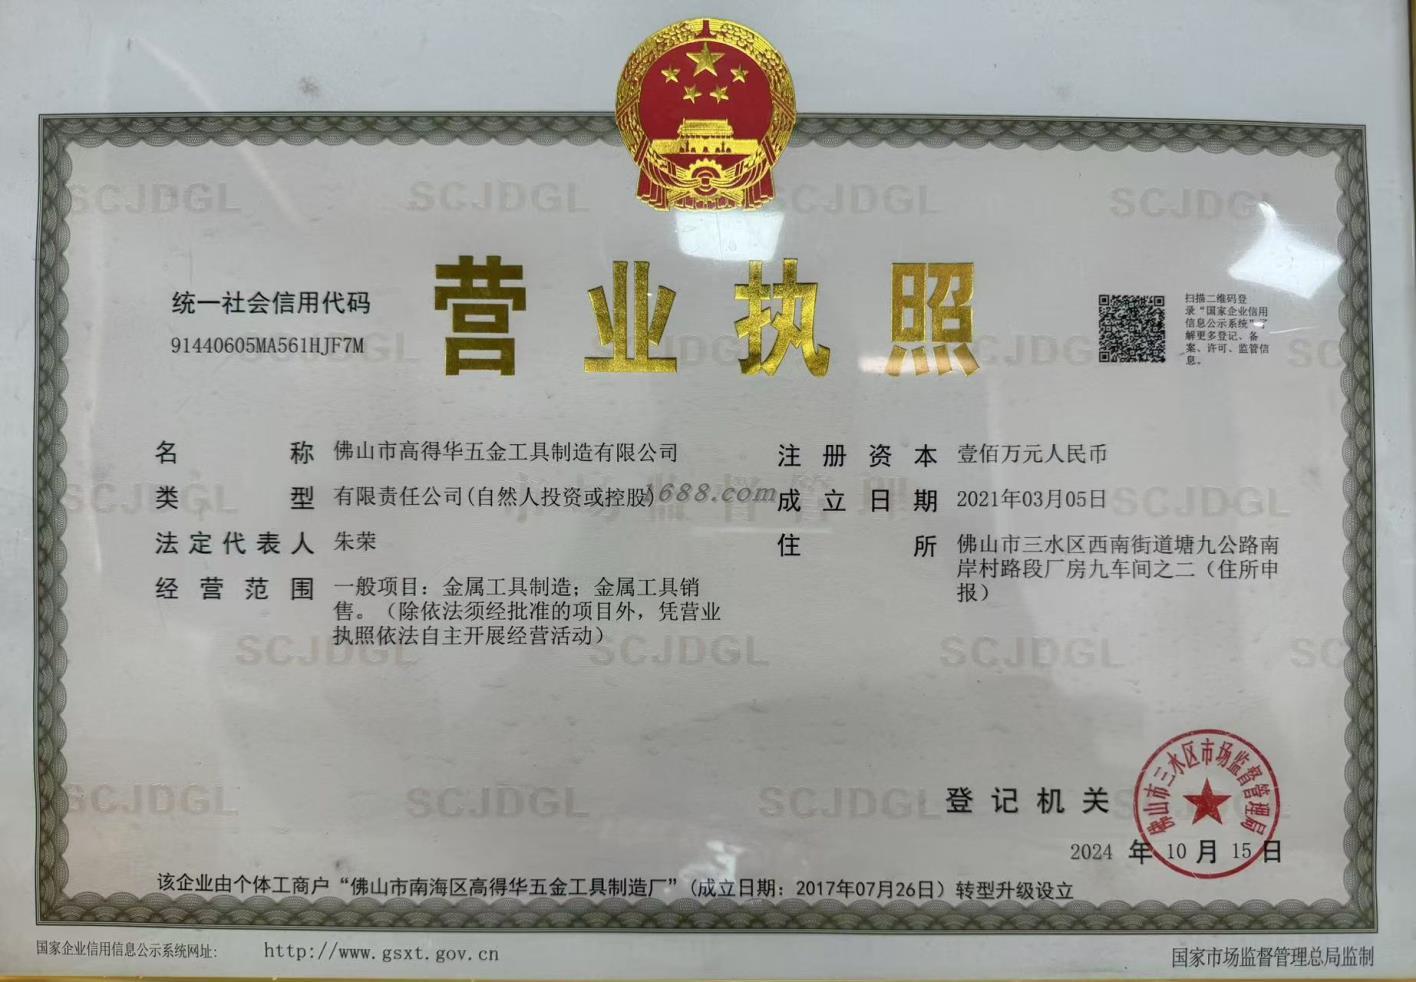 营业执照
统一社会信用代码
91440605MA561HJF7M
扫描二维码登
录“国家企业信用
信息公示系统”了
解更多登记、备
案、许可、监管信
息。
名称 佛山市高得华五金工具制造有限公司
类型 有限责任公司(自然人投资或控股)
法定代表人 朱荣
经营范围 一般项目：金属工具制造；金属工具销
售。（除依法须经批准的项目外，凭营业
执照依法自主开展经营活动）
注册资本 壹佰万元人民币
成立日期 2021年03月05日
住所 佛山市三水区西南街道塘九公路南
岸村路段厂房九车间之二（住所申
报）
1688.com
登记机关
佛山市三水区市场监督管理局
2024 年 10 月 15 日
该企业由个体工商户“佛山市南海区高得华五金工具制造厂”（成立日期：2017年07月26日）转型升级设立
国家企业信用信息公示系统网址：
http://www.gsxt.gov.cn
国家市场监督管理总局监制
SCJDGL
市场监督管理